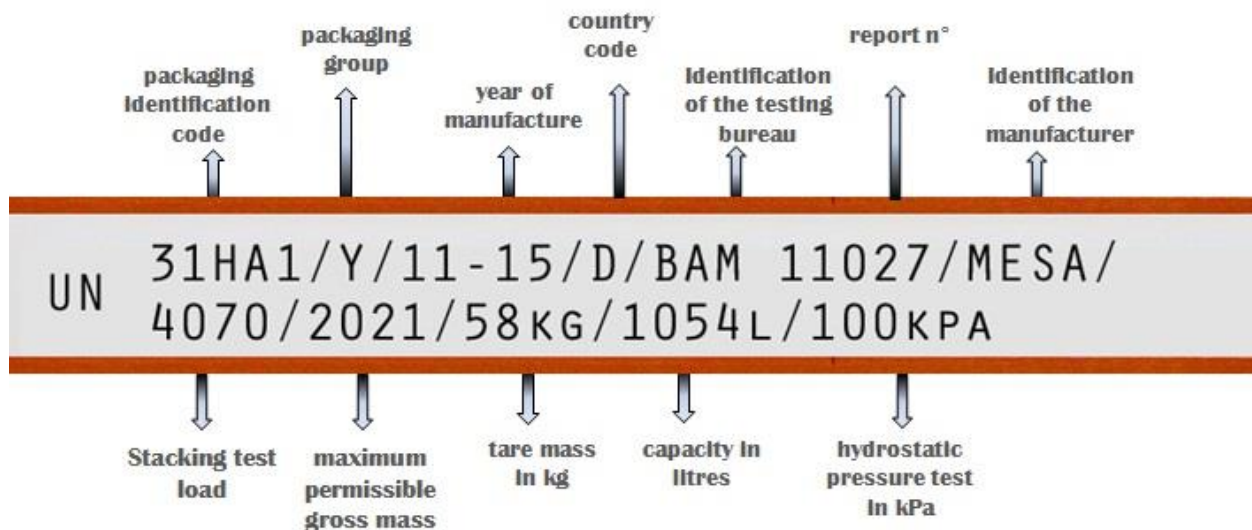 packaging
identification
code
packaging
group
year of
manufacture
country
code
identification
of the testing
bureau
report n°
identification
of the
manufacturer
UN
31HA1/Y/11-15/D/BAM 11027/MESA/
4070/2021/58KG/1054L/100KPA
Stacking test
load
maximum
permissible
gross mass
tare mass
in kg
capacity in
litres
hydrostatic
pressure test
in kPa